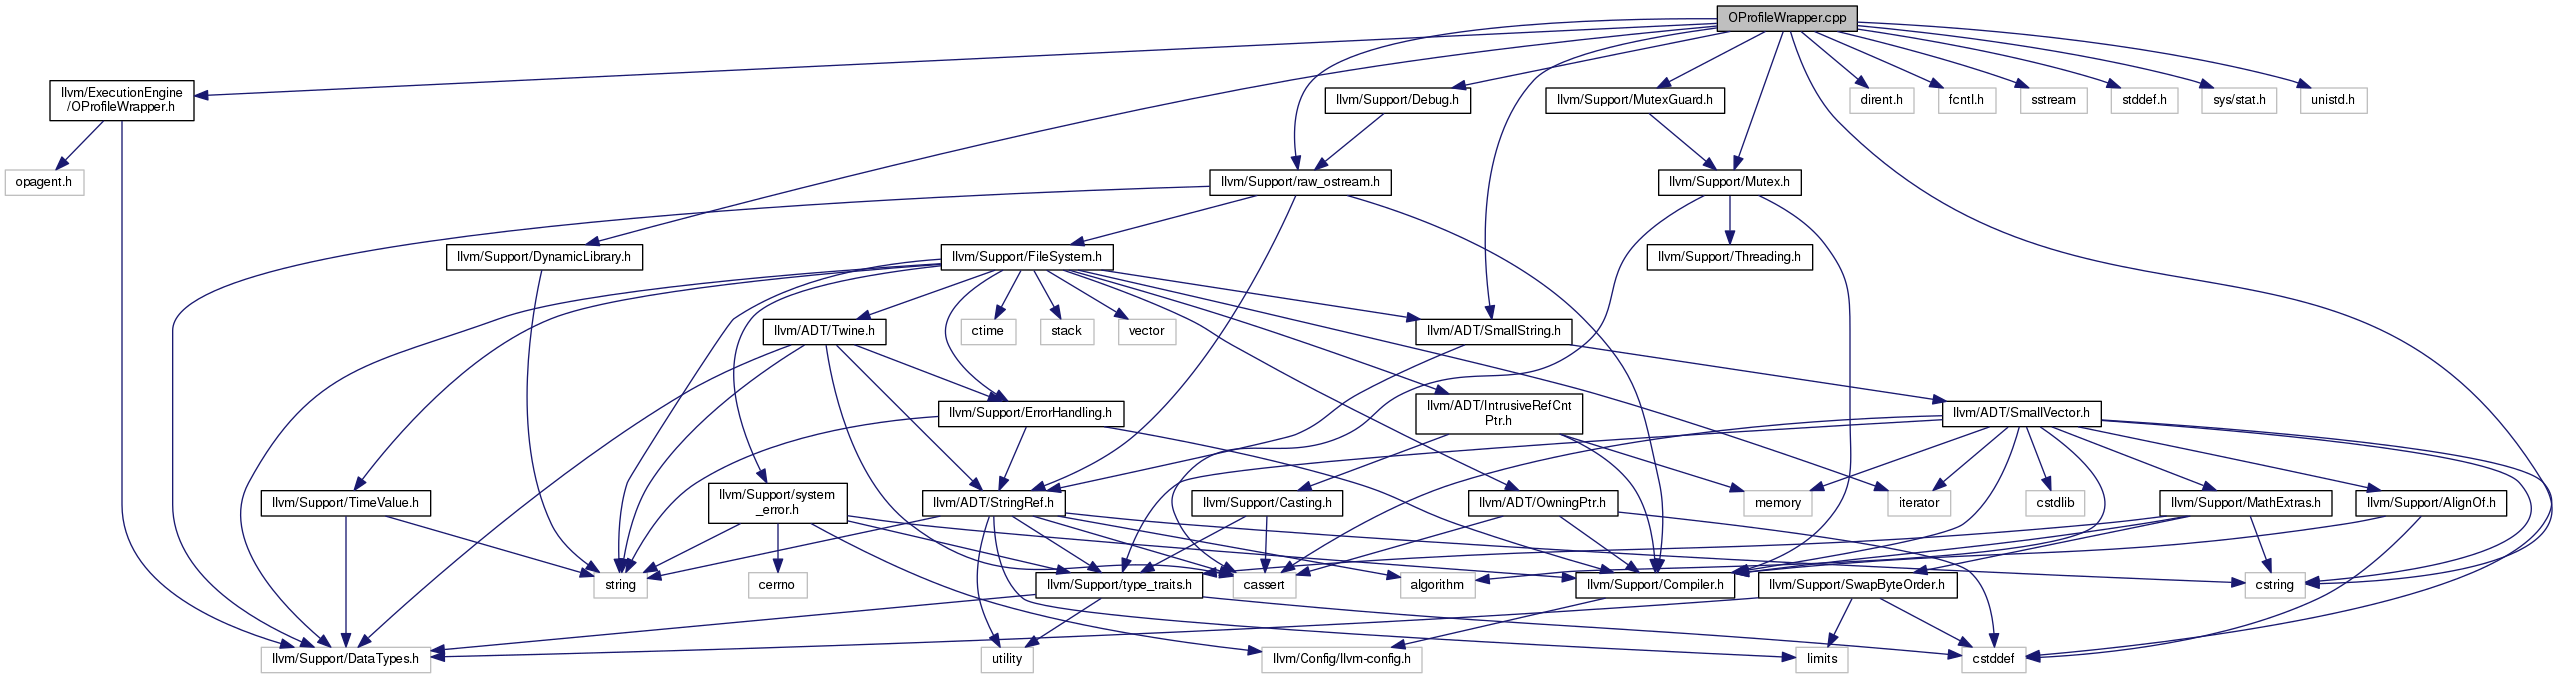 OProfileWrapper.cpp
llvm/ExecutionEngine
/OProfileWrapper.h
llvm/Support/Debug.h
llvm/Support/MutexGuard.h
dirent.h
fcntl.h
sstream
stddef.h
sys/stat.h
unistd.h
opagent.h
llvm/Support/raw_ostream.h
llvm/Support/Mutex.h
llvm/Support/DynamicLibrary.h
llvm/Support/FileSystem.h
llvm/Support/Threading.h
llvm/ADT/Twine.h
ctime
stack
vector
llvm/ADT/SmallString.h
llvm/Support/ErrorHandling.h
llvm/ADT/IntrusiveRefCnt
Ptr.h
llvm/ADT/SmallVector.h
llvm/Support/TimeValue.h
llvm/Support/system
_error.h
llvm/ADT/StringRef.h
llvm/Support/Casting.h
llvm/ADT/OwningPtr.h
memory
iterator
cstdlib
llvm/Support/MathExtras.h
llvm/Support/AlignOf.h
string
cerrno
llvm/Support/type_traits.h
cassert
algorithm
llvm/Support/Compiler.h
llvm/Support/SwapByteOrder.h
cstring
llvm/Support/DataTypes.h
utility
llvm/Config/llvm-config.h
limits
cstddef